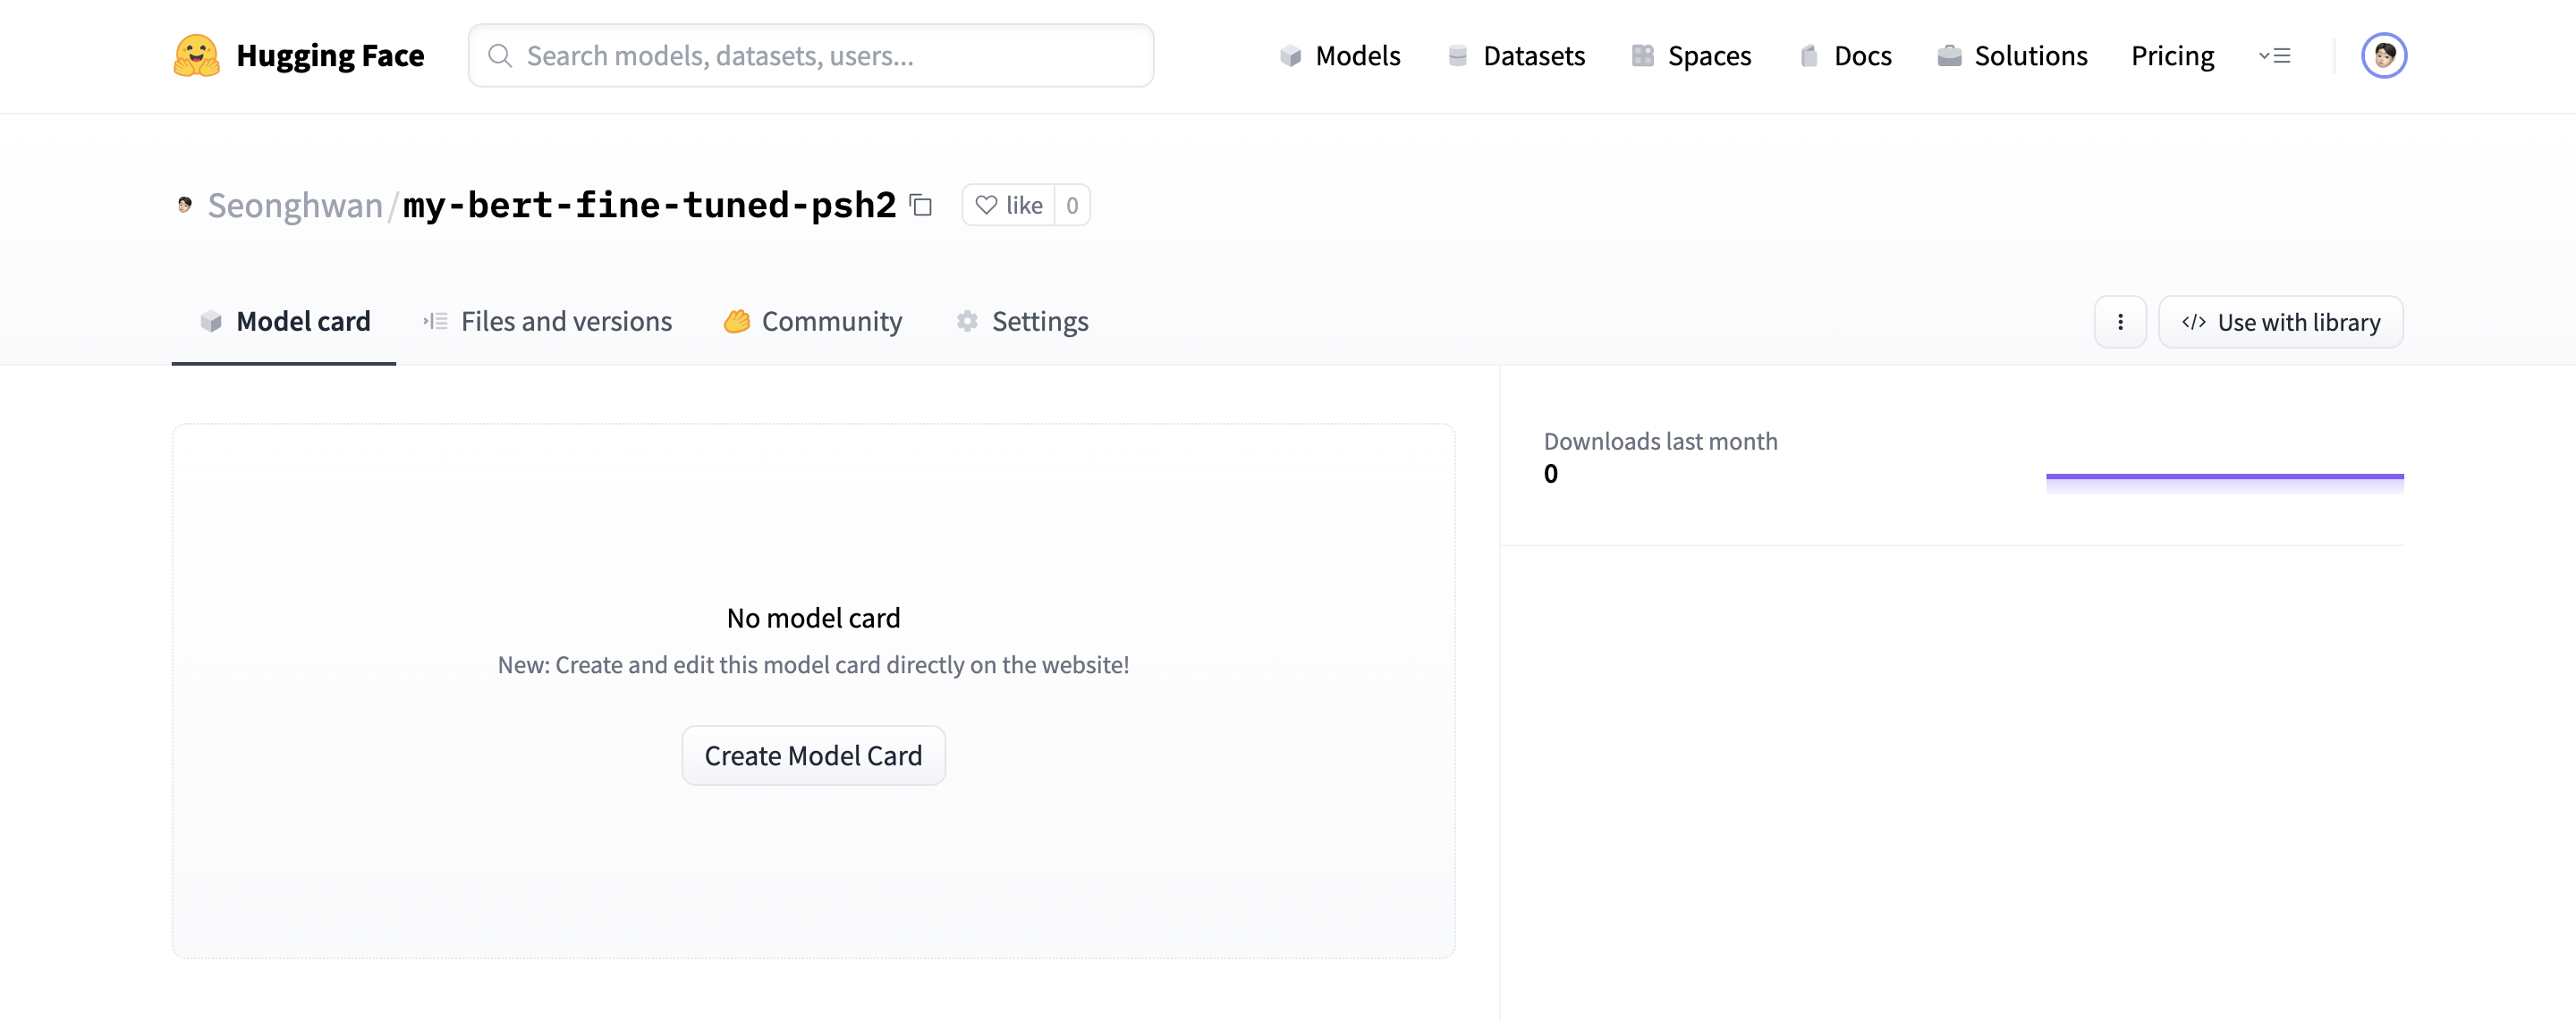 Hugging Face
Search models, datasets, users...
Models
Datasets
Spaces
Docs
Solutions
Pricing
Seonghwan/my-bert-fine-tuned-psh2
like 0
Model card
Files and versions
Community
Settings
</> Use with library
No model card
New: Create and edit this model card directly on the website!
Create Model Card
Downloads last month
0